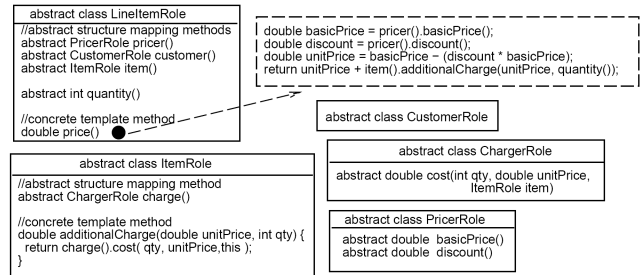 abstract class LineItemRole
//abstract structure mapping methods
abstract PricerRole pricer()
abstract CustomerRole customer()
abstract ItemRole item()
abstract int quantity()
//concrete template method
double price()
double basicPrice = pricer().basicPrice();
double discount = pricer().discount();
double unitPrice = basicPrice − (discount * basicPrice);
return unitPrice + item().additionalCharge(unitPrice, quantity());
abstract class CustomerRole
abstract class ChargerRole
abstract double cost(int qty, double unitPrice,
ItemRole item)
abstract class ItemRole
//abstract structure mapping method
abstract ChargerRole charge()
//concrete template method
double additionalCharge(double unitPrice, int qty) {
return charge().cost( qty, unitPrice,this );
}
abstract class PricerRole
abstract double basicPrice()
abstract double discount()